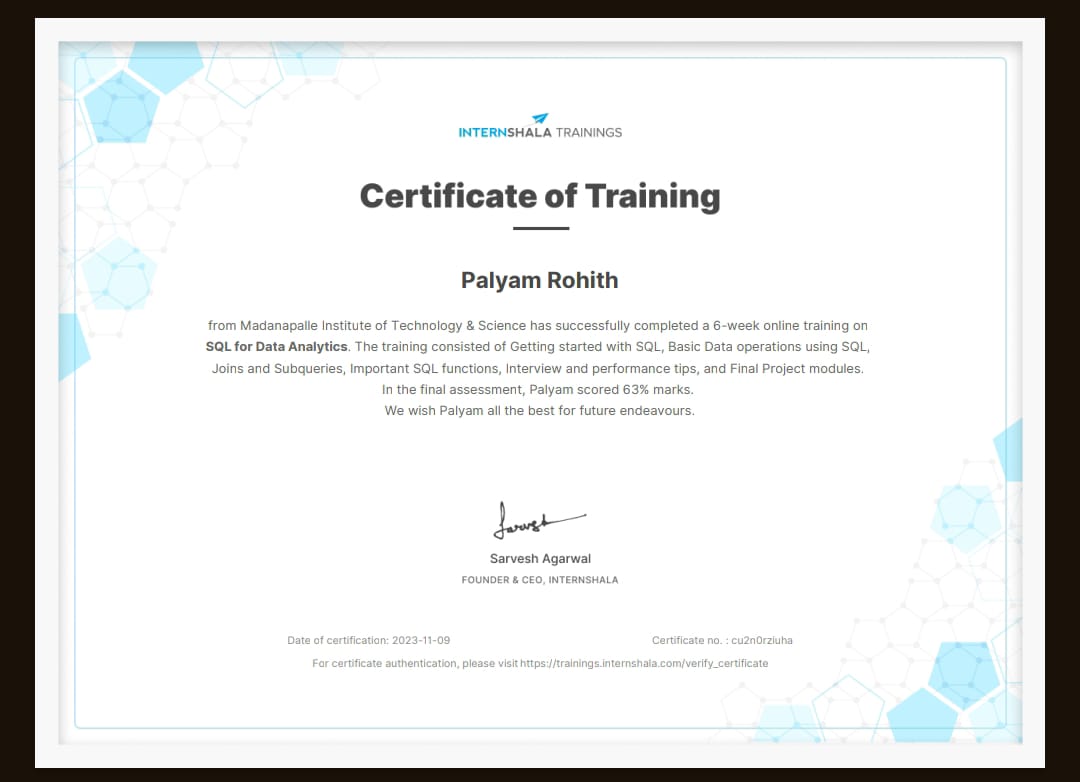 INTERNSHALA TRAININGS
Certificate of Training
Palyam Rohith
from Madanapalle Institute of Technology & Science has successfully completed a 6-week online training on
SQL for Data Analytics. The training consisted of Getting started with SQL, Basic Data operations using SQL,
Joins and Subqueries, Important SQL functions, Interview and performance tips, and Final Project modules.
In the final assessment, Palyam scored 63% marks.
We wish Palyam all the best for future endeavours.
Sarvesh
Sarvesh Agarwal
FOUNDER & CEO, INTERNSHALA
Date of certification: 2023-11-09 Certificate no. : cu2n0rziuha
For certificate authentication, please visit https://trainings.internshala.com/verify_certificate